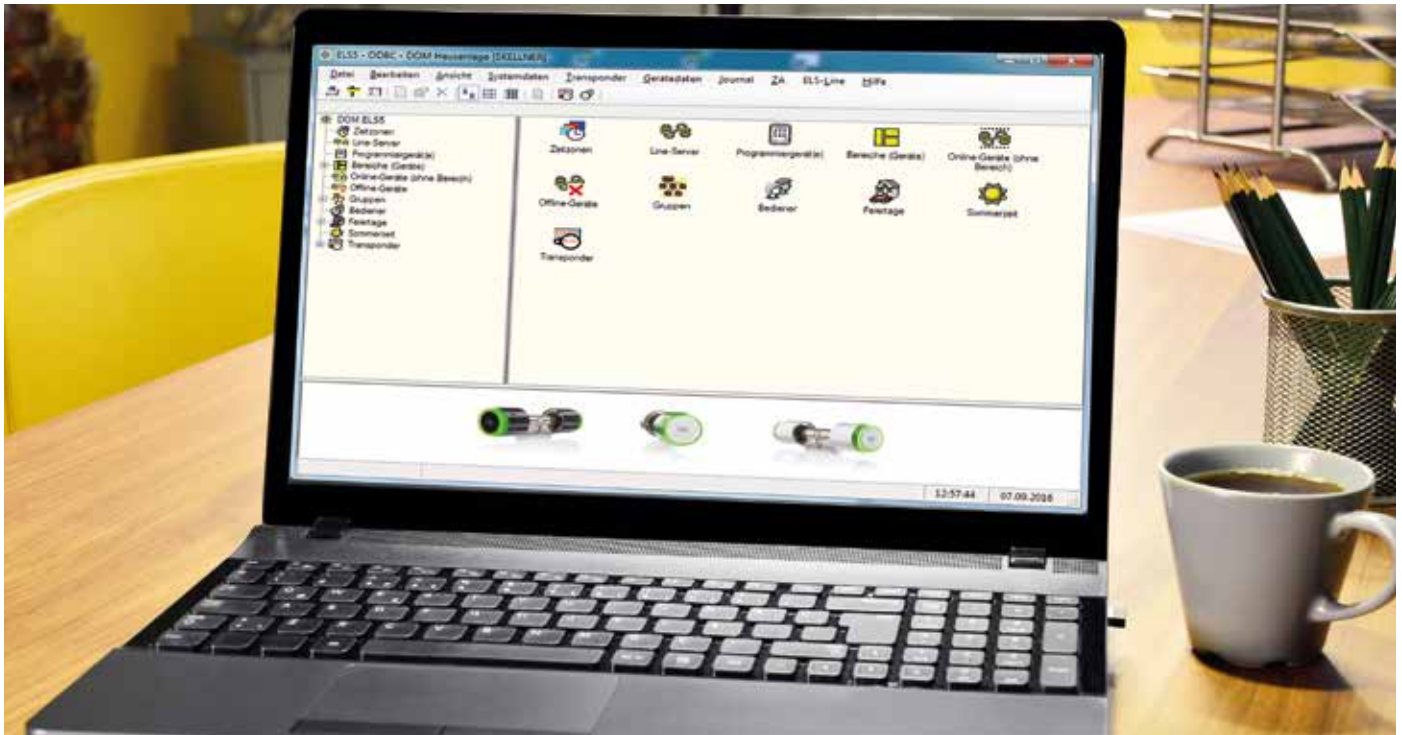 ELS5 - ODBC - DOM Hausanlage [SKELLNER]
Datei Bearbeiten Ansicht Systemdaten Transponder Gerätedaten Journal ZA ELS-Line Hilfe
DOM ELS5
Zeitzonen
Line-Server
Programmiergerät(e)
Bereiche (Geräte)
Online-Geräte (ohne Bereich)
Offline-Geräte
Gruppen
Bediener
Feiertage
Sommerzeit
Transponder
Zeitzonen
Line-Server
Programmiergerät(e)
Bereiche (Geräte)
Online-Geräte (ohne
Bereich)
Offline-Geräte
Gruppen
Bediener
Feiertage
Sommerzeit
Transponder
12:57:44 07.09.2016